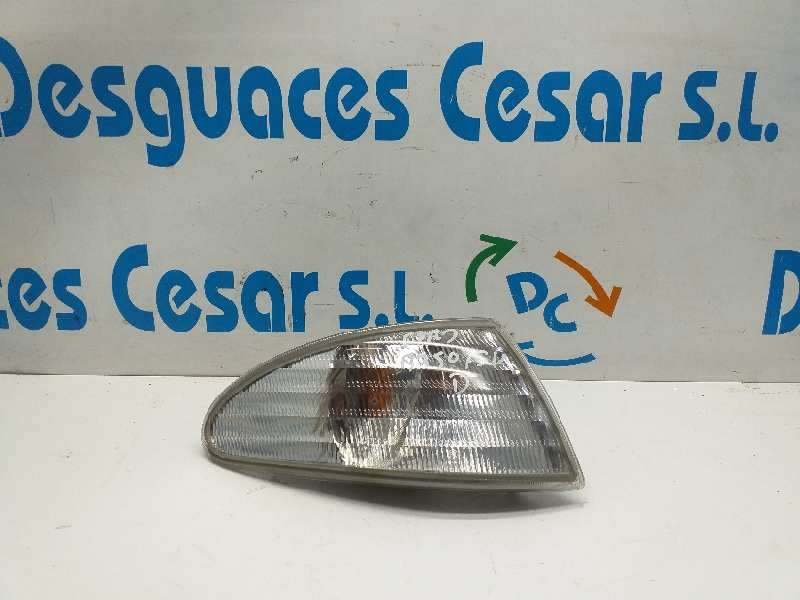 Desguaces Cesar S.L.
es Cesar S.L.
DC
D